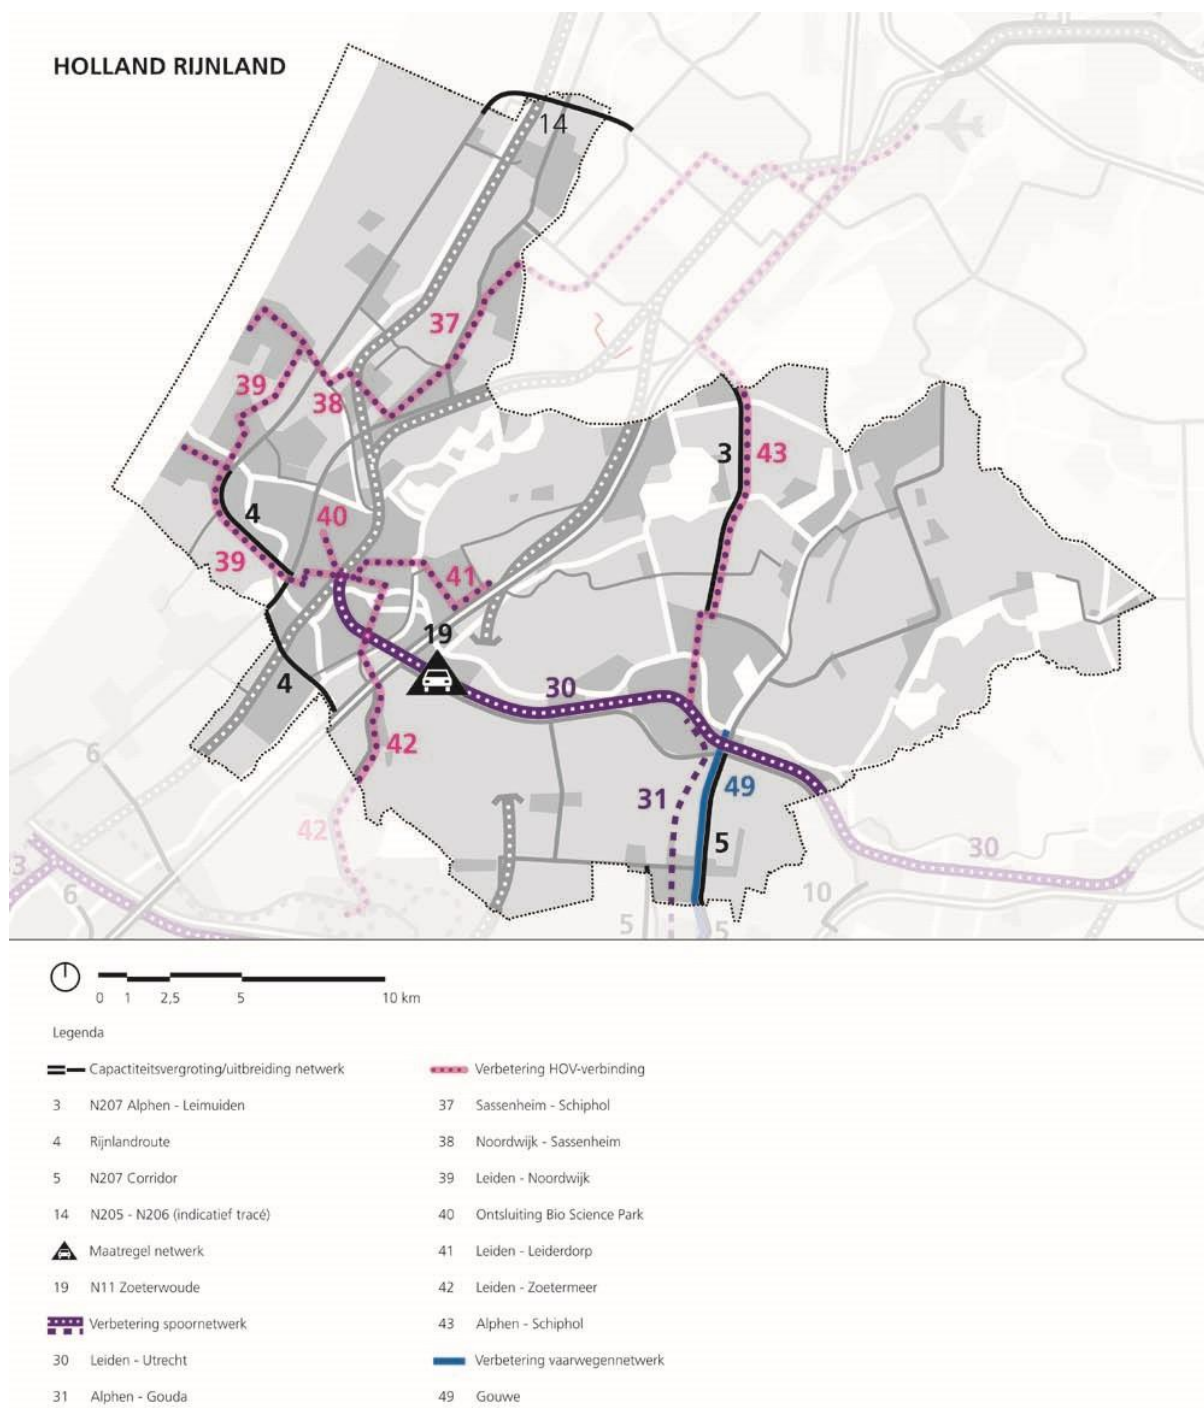 HOLLAND RIJNLAND
14
37
39
38
3
43
4
40
39
41
19
4
30
42
6
31
49
42
5
30
3
6
10
5
5
0 1 2,5 5 10 km
Legenda
Capactiteitsvergroting/uitbreiding netwerk
3 N207 Alphen - Leimuiden
4 Rijnlandroute
5 N207 Corridor
14 N205 - N206 (indicatief tracé)
Maatregel netwerk
19 N11 Zoeterwoude
Verbetering spoornetwerk
30 Leiden - Utrecht
31 Alphen - Gouda
Verbetering HOV-verbinding
37 Sassenheim - Schiphol
38 Noordwijk - Sassenheim
39 Leiden - Noordwijk
40 Ontsluiting Bio Science Park
41 Leiden - Leiderdorp
42 Leiden - Zoetermeer
43 Alphen - Schiphol
Verbetering vaarwegennetwerk
49 Gouwe